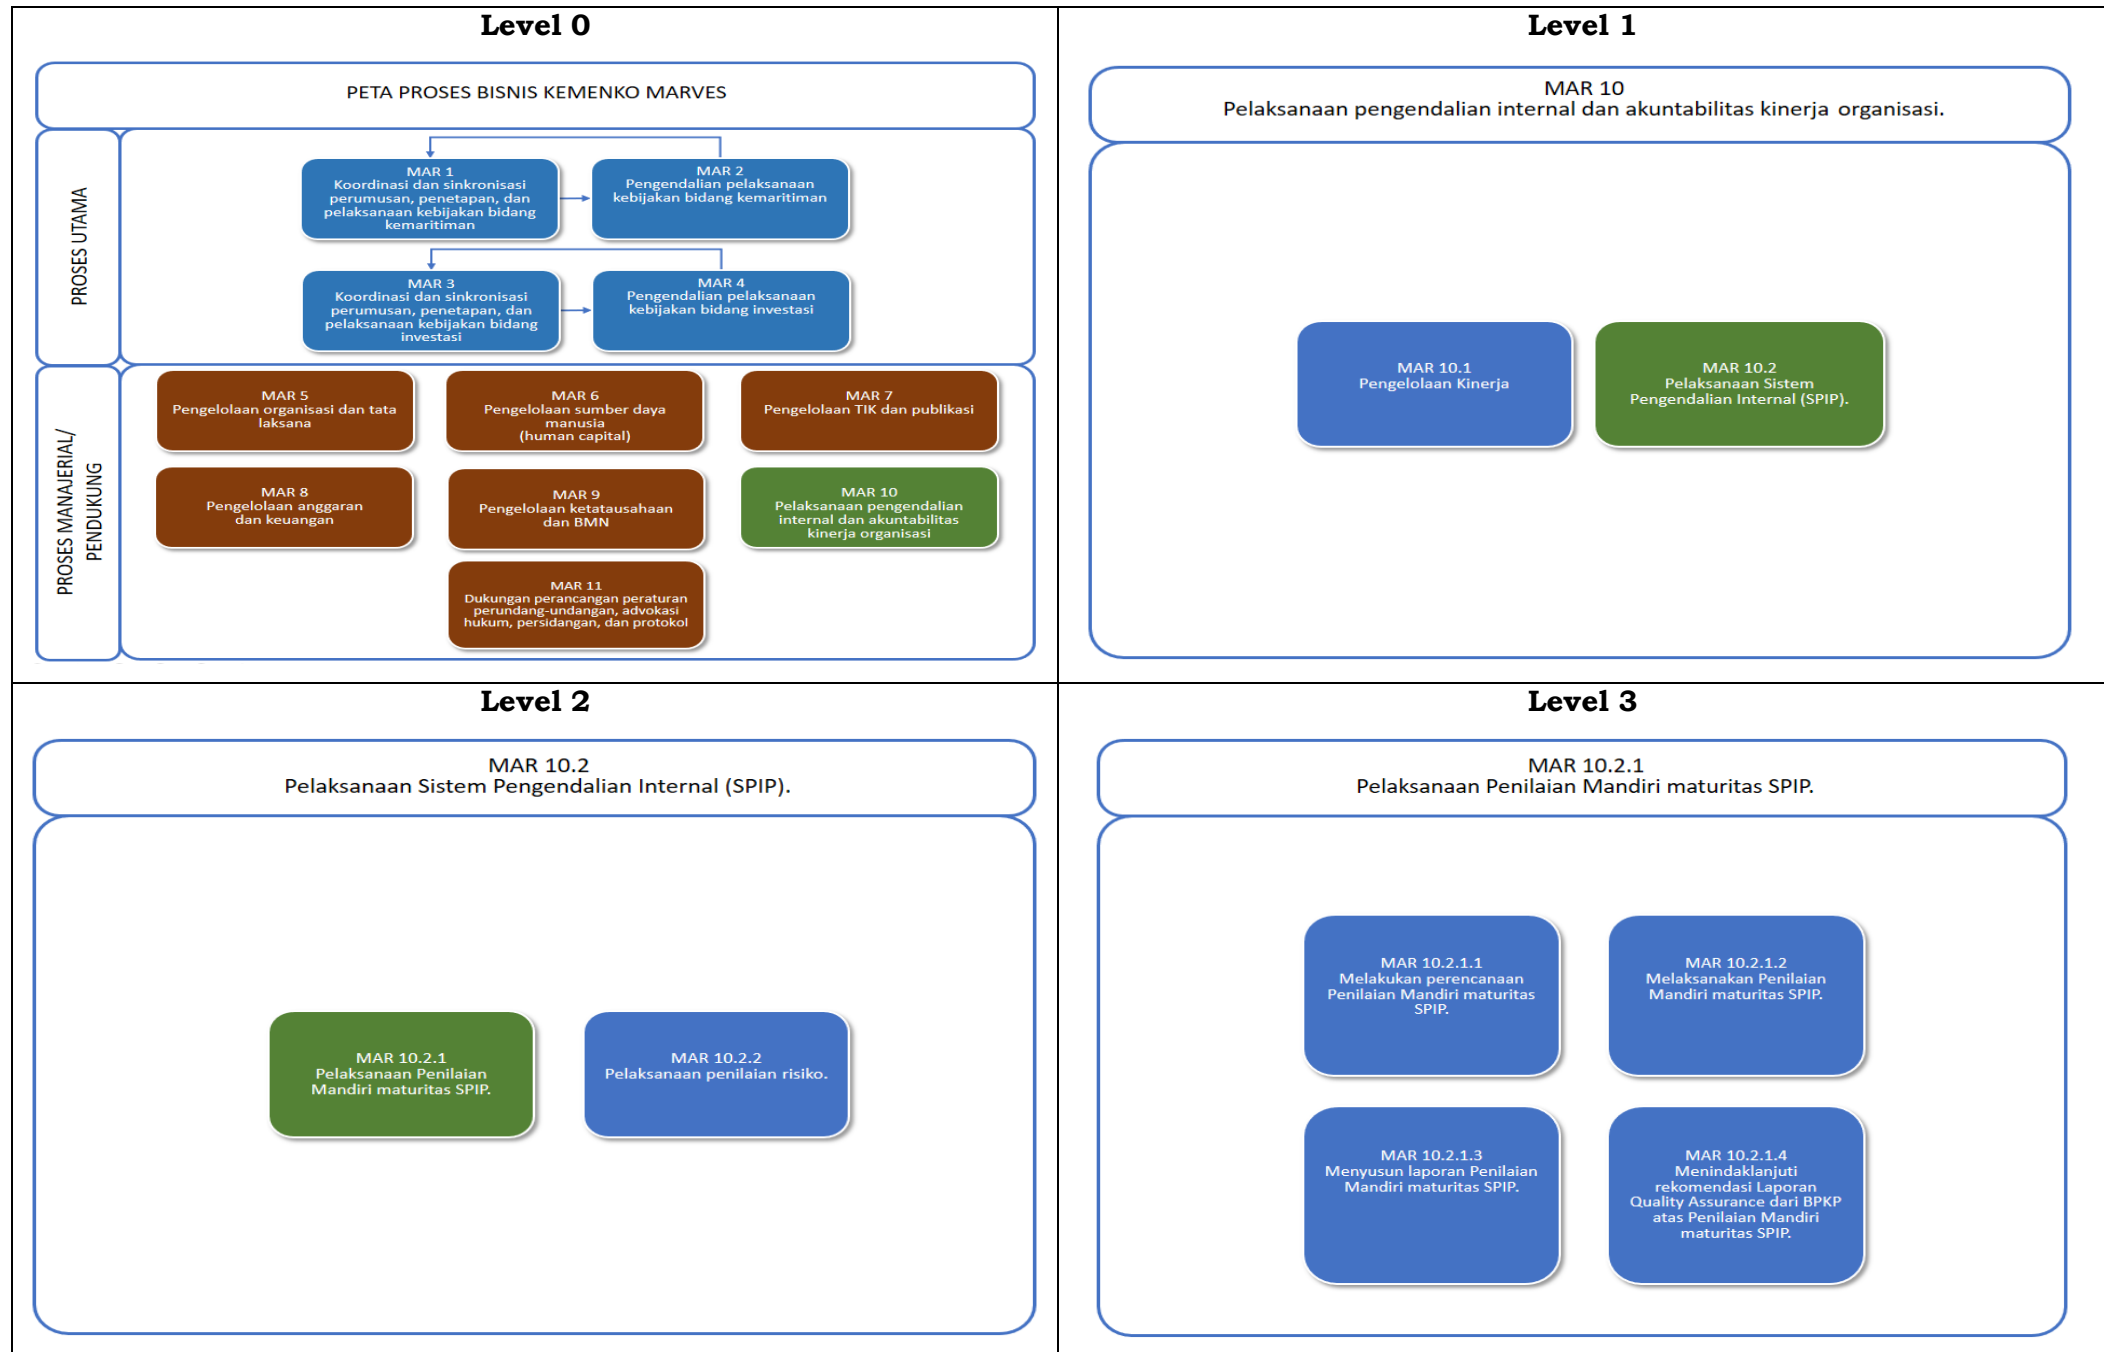 Level 0
PETA PROSES BISNIS KEMENKO MARVES
PROSES UTAMA
MAR 1
Koordinasi dan sinkronisasi
perumusan, penetapan, dan
pelaksanaan kebijakan bidang
kemaritiman
MAR 2
Pengendalian pelaksanaan
kebijakan bidang kemaritiman
MAR 3
Koordinasi dan sinkronisasi
perumusan, penetapan, dan
pelaksanaan kebijakan bidang
investasi
MAR 4
Pengendalian pelaksanaan
kebijakan bidang investasi
PROSES MANAJERIAL/
PENDUKUNG
MAR 5
Pengelolaan organisasi dan tata
laksana
MAR 6
Pengelolaan sumber daya
manusia
(human capital)
MAR 7
Pengelolaan TIK dan publikasi
MAR 8
Pengelolaan anggaran
dan keuangan
MAR 9
Pengelolaan ketatausahaan
dan BMN
MAR 10
Pelaksanaan pengendalian
internal dan akuntabilitas
kinerja organisasi
MAR 11
Dukungan perancangan peraturan
perundang-undangan, advokasi
hukum, persidangan, dan protokol
Level 1
MAR 10
Pelaksanaan pengendalian internal dan akuntabilitas kinerja organisasi.
MAR 10.1
Pengelolaan Kinerja
MAR 10.2
Pelaksanaan Sistem
Pengendalian Internal (SPIP).
Level 2
MAR 10.2
Pelaksanaan Sistem Pengendalian Internal (SPIP).
MAR 10.2.1
Pelaksanaan Penilaian
Mandiri maturitas SPIP.
MAR 10.2.2
Pelaksanaan penilaian risiko.
Level 3
MAR 10.2.1
Pelaksanaan Penilaian Mandiri maturitas SPIP.
MAR 10.2.1.1
Melakukan perencanaan
Penilaian Mandiri maturitas
SPIP.
MAR 10.2.1.2
Melaksanakan Penilaian
Mandiri maturitas SPIP.
MAR 10.2.1.3
Menyusun laporan Penilaian
Mandiri maturitas SPIP.
MAR 10.2.1.4
Menindaklanjuti
rekomendasi Laporan
Quality Assurance dari BPKP
atas Penilaian Mandiri
maturitas SPIP.